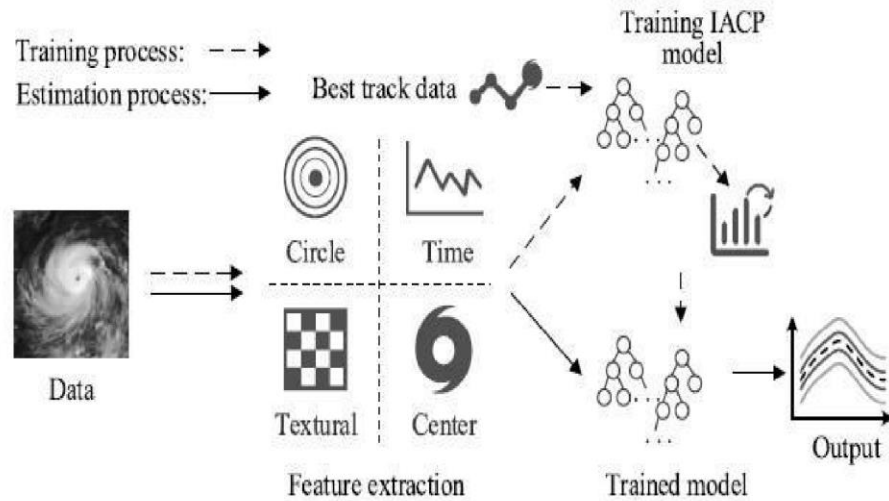 Training process:
Estimation process:
Best track data
Training IACP
model
Circle
Time
Data
Textural
Center
Output
Feature extraction
Trained model